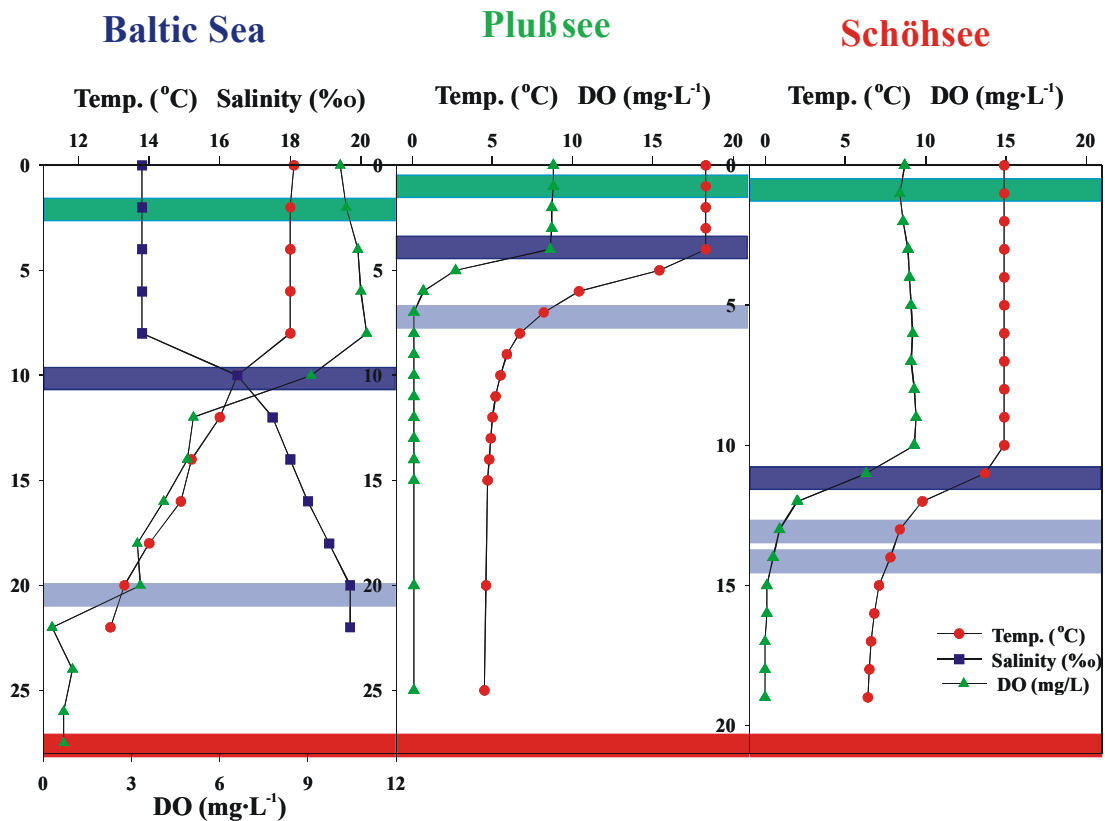 Baltic Sea
Plußsee
Schöhsee
Temp. (°C) Salinity (‰)
Temp. (°C) DO (mg·L⁻¹)
Temp. (°C) DO (mg·L⁻¹)
12 14 16 18 20
0 5 10 15 20
0 5 10 15 20
0
5
10
15
20
25
0
5
10
15
20
25
0
5
10
15
20
Temp. (°C)
Salinity (‰)
DO (mg/L)
0 3 6 9 12
DO (mg·L⁻¹)